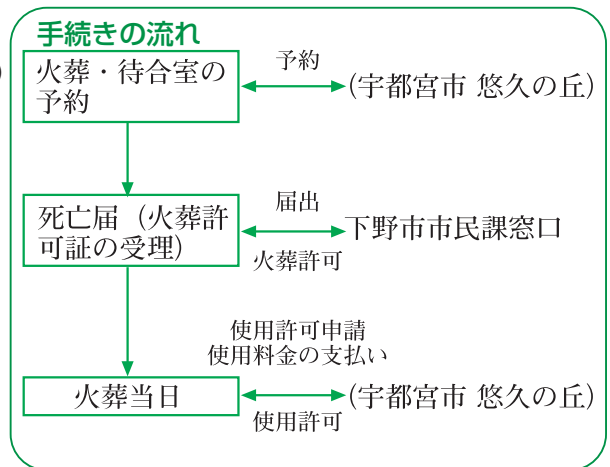 手続きの流れ
)
火葬・待合室の
予約
予約
(宇都宮市 悠久の丘)
死亡届（火葬許
可証の受理）
届出
火葬許可
下野市市民課窓口
使用許可申請
使用料金の支払い
火葬当日
使用許可
(宇都宮市 悠久の丘)